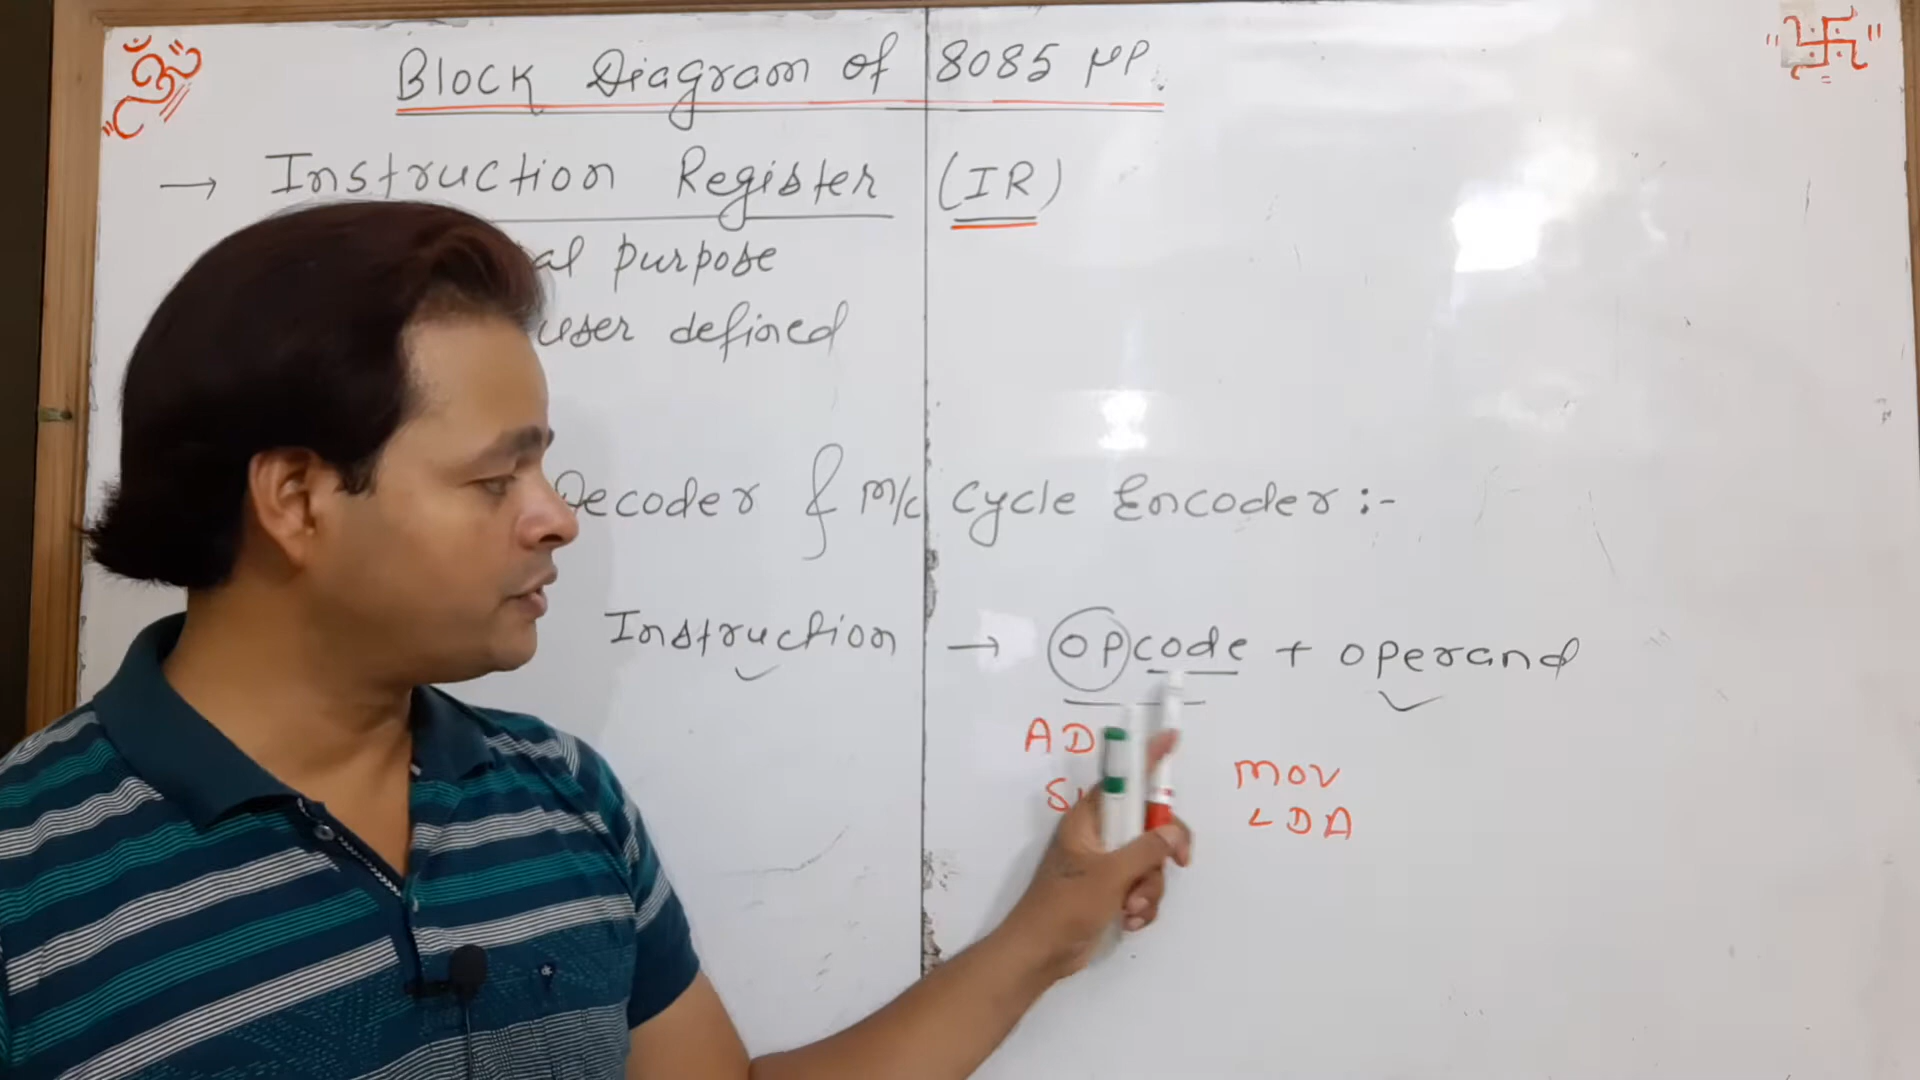 ॐ
Block Diagram of 8085 μP.
→ Instruction Register (IR)
purpose
user defined
Decoder & M/c Cycle Encoder :-
Instruction → opcode + operand
MOV
LDA